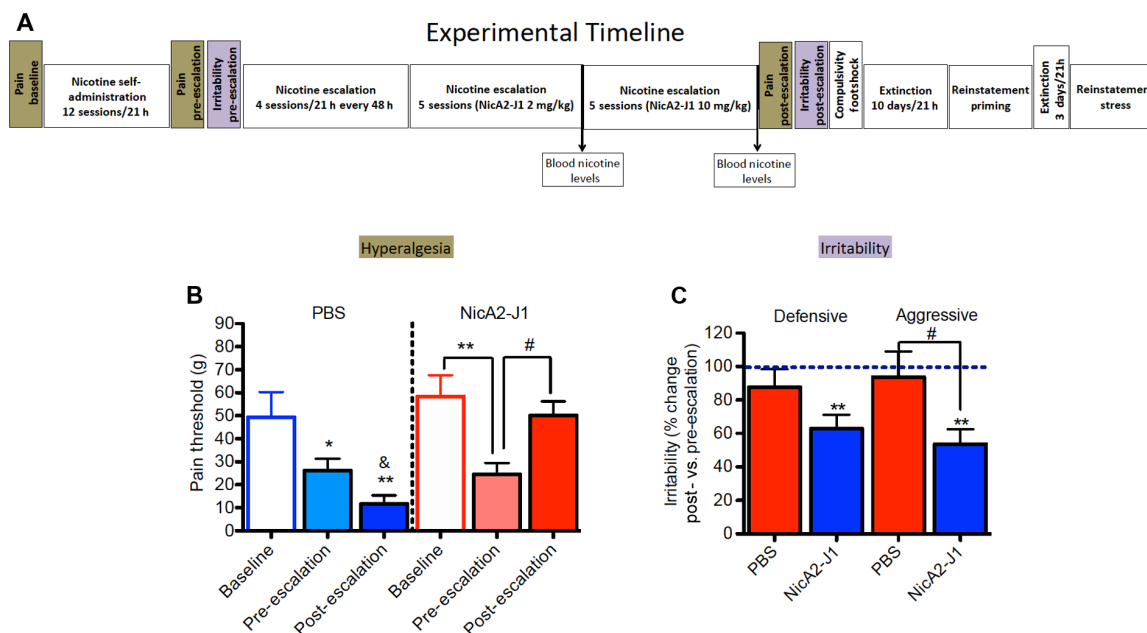 A
Experimental Timeline
Pain
baseline
Nicotine self-
administration
12 sessions/21 h
Pain
pre-escalation
Irritability
pre-escalation
Nicotine escalation
4 sessions/21 h every 48 h
Nicotine escalation
5 sessions (NicA2-J1 2 mg/kg)
Nicotine escalation
5 sessions (NicA2-J1 10 mg/kg)
Pain
post-escalation
Irritability
post-escalation
Compulsivity
footshock
Extinction
10 days/21 h
Reinstatement
priming
Extinction
3 days/21h
Reinstatemen
stress
Blood nicotine
levels
Blood nicotine
levels
Hyperalgesia
Irritability
B
PBS
NicA2-J1
Pain threshold (g)
90
80
70
60
50
40
30
20
10
0
*
&
**
**
#
Baseline
Pre-escalation
Post-escalation
Baseline
Pre-escalation
Post-escalation
C
Defensive
Aggressive
Irritability (% change
post- vs. pre-escalation)
120
100
80
60
40
20
0
**
#
**
PBS
NicA2-J1
PBS
NicA2-J1